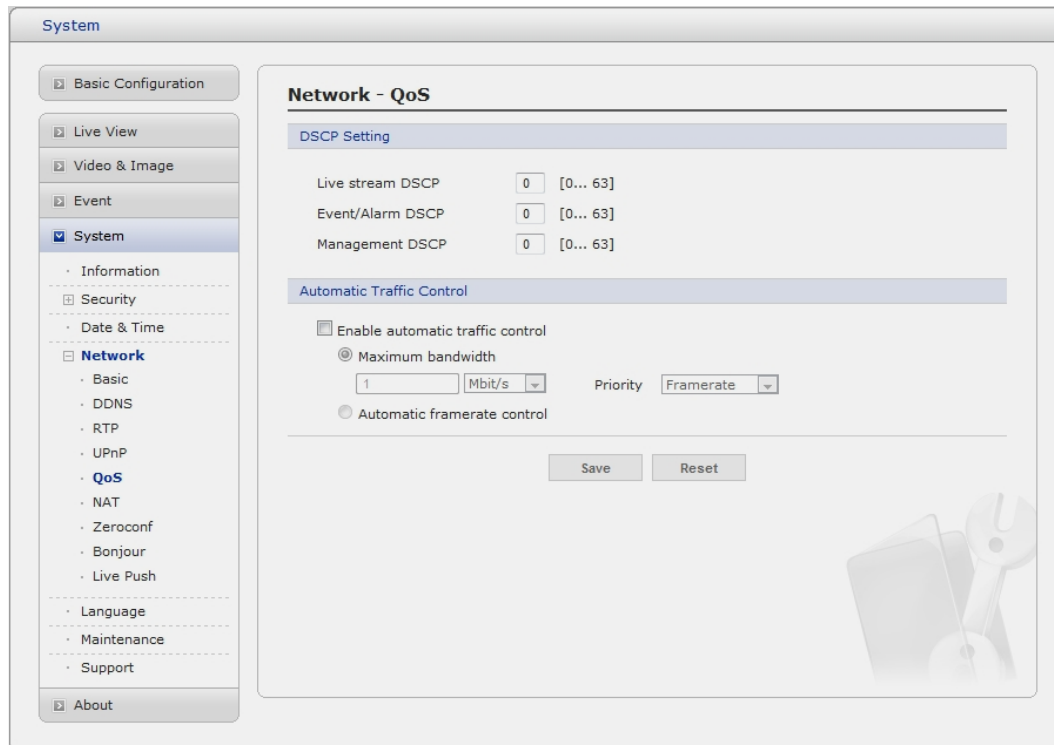 System
Basic Configuration
Live View
Video & Image
Event
System
Information
Security
Date & Time
Network
Basic
DDNS
RTP
UPnP
QoS
NAT
Zeroconf
Bonjour
Live Push
Language
Maintenance
Support
About
Network - QoS
DSCP Setting
Live stream DSCP 0 [0... 63]
Event/Alarm DSCP 0 [0... 63]
Management DSCP 0 [0... 63]
Automatic Traffic Control
Enable automatic traffic control
Maximum bandwidth
1 Mbit/s Priority Framerate
Automatic framerate control
Save Reset